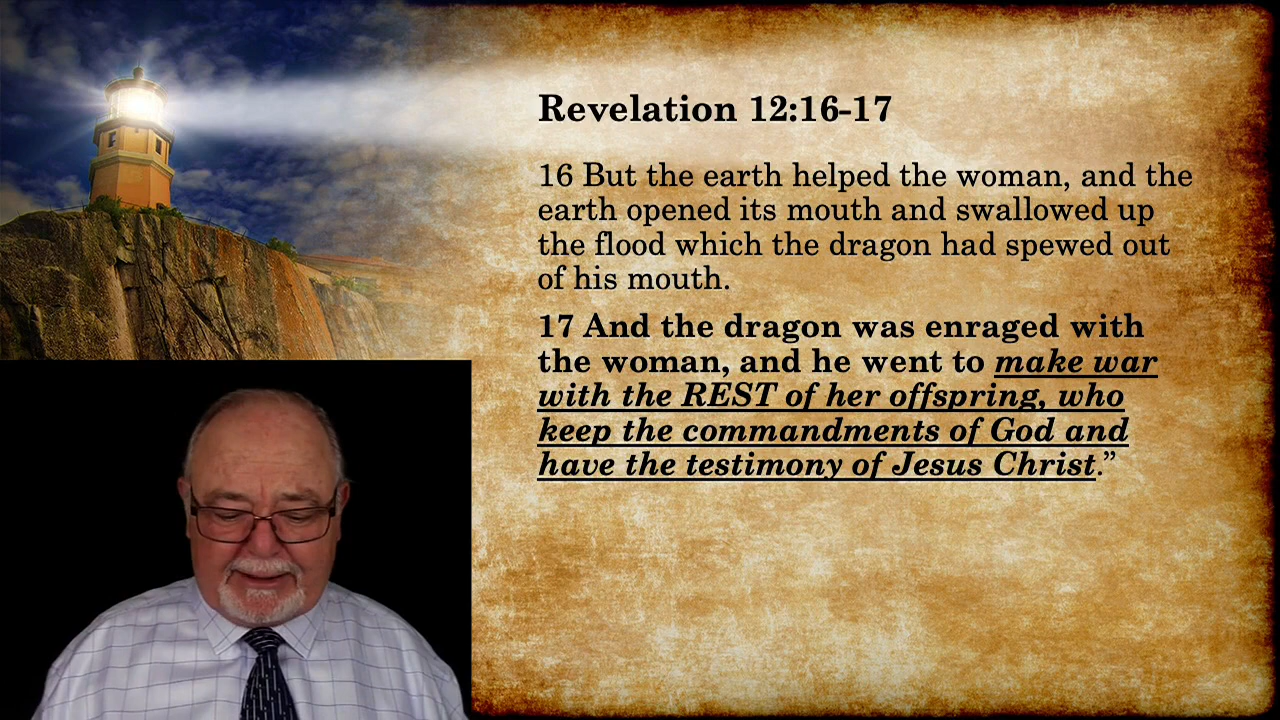 Revelation 12:16-17
16 But the earth helped the woman, and the
earth opened its mouth and swallowed up
the flood which the dragon had spewed out
of his mouth.
17 And the dragon was enraged with
the woman, and he went to make war
with the REST of her offspring, who
keep the commandments of God and
have the testimony of Jesus Christ.”